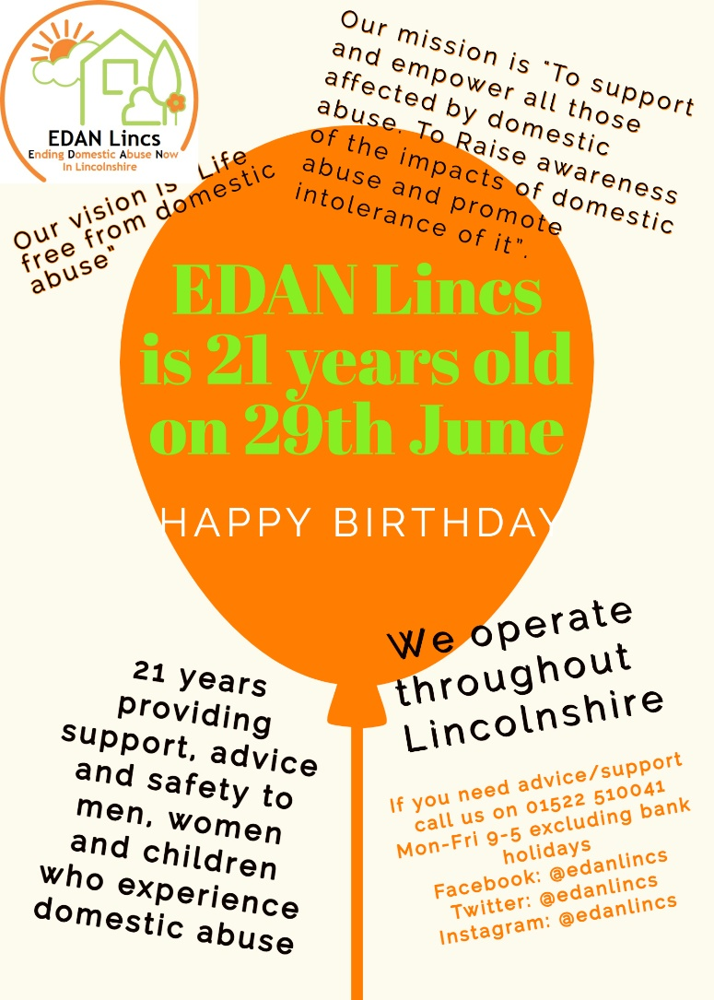 EDAN Lincs
Ending Domestic Abuse Now
In Lincolnshire
Our mission is "To support
and empower all those
affected by domestic
abuse. To Raise awareness
of the impacts of domestic
abuse and promote
intolerance of it".
Our vision is " Life
free from domestic
abuse"
EDAN Lincs
is 21 years old
on 29th June
HAPPY BIRTHDAY
21 years
providing
support, advice
and safety to
men, women
and children
who experience
domestic abuse
We operate
throughout
Lincolnshire
If you need advice/support
call us on 01522 510041
Mon-Fri 9-5 excluding bank
holidays
Facebook: @edanlincs
Twitter: @edanlincs
Instagram: @edanlincs